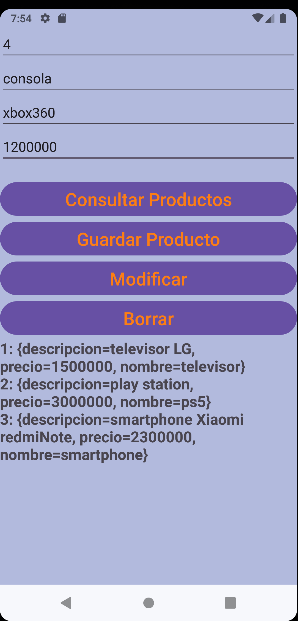 7:54
4
consola
xbox360
1200000
Consultar Productos
Guardar Producto
Modificar
Borrar
1: {descripcion=televisor LG,
precio=1500000, nombre=televisor}
2: {descripcion=play station,
precio=3000000, nombre=ps5}
3: {descripcion=smartphone Xiaomi
redmiNote, precio=2300000,
nombre=smartphone}